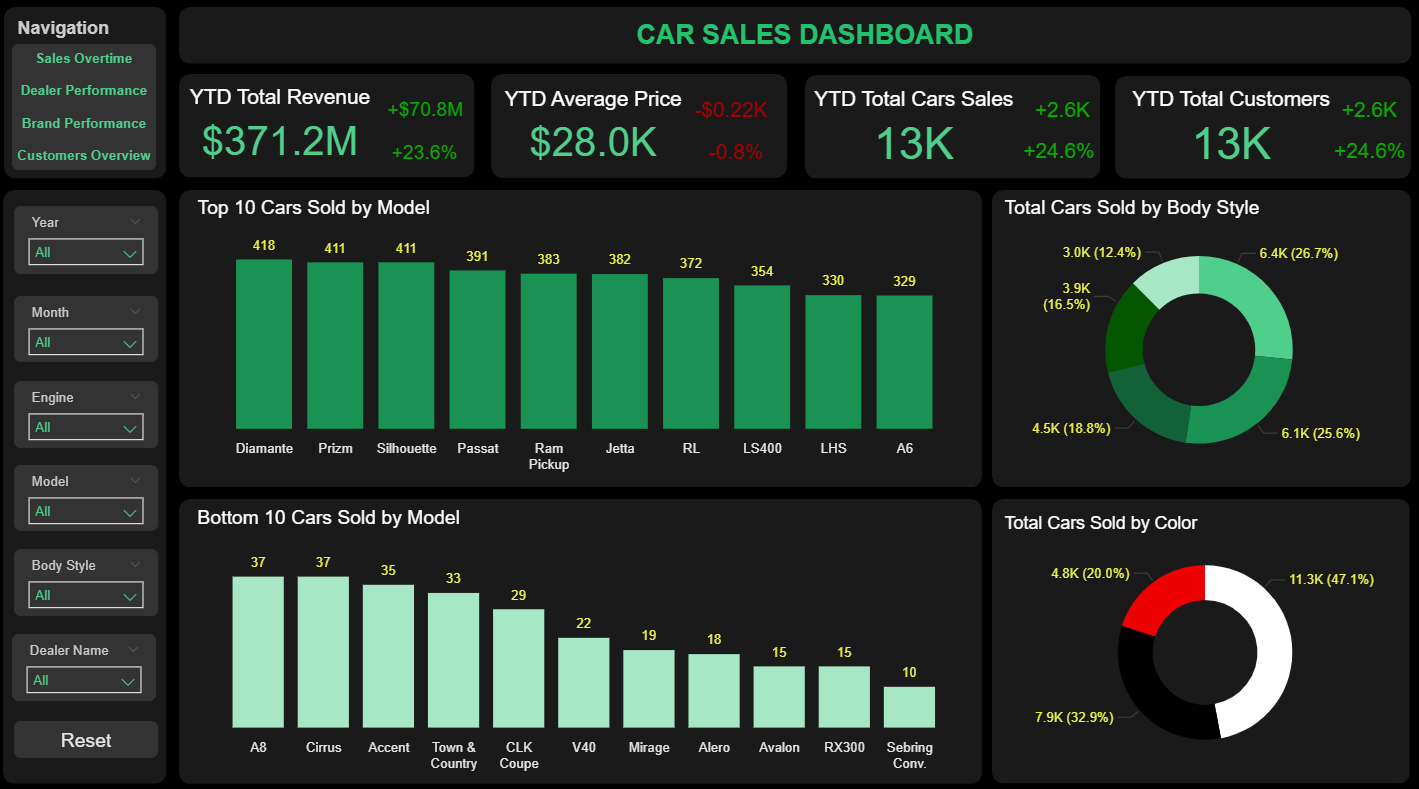 Navigation
Sales Overtime
Dealer Performance
Brand Performance
Customers Overview
CAR SALES DASHBOARD
YTD Total Revenue
$371.2M
+$70.8M
+23.6%
YTD Average Price
$28.0K
-$0.22K
-0.8%
YTD Total Cars Sales
13K
+2.6K
+24.6%
YTD Total Customers
13K
+2.6K
+24.6%
Year
All
Month
All
Engine
All
Model
All
Body Style
All
Dealer Name
All
Reset
Top 10 Cars Sold by Model
418 411 411 391 383 382 372 354 330 329
Diamante Prizm Silhouette Passat Ram Jetta RL LS400 LHS A6
Pickup
Total Cars Sold by Body Style
3.0K (12.4%)
6.4K (26.7%)
3.9K
(16.5%)
4.5K (18.8%)
6.1K (25.6%)
Bottom 10 Cars Sold by Model
37 37 35 33 29 22 19 18 15 15 10
A8 Cirrus Accent Town & CLK V40 Mirage Alero Avalon RX300 Sebring
Country Coupe Conv.
Total Cars Sold by Color
4.8K (20.0%)
11.3K (47.1%)
7.9K (32.9%)